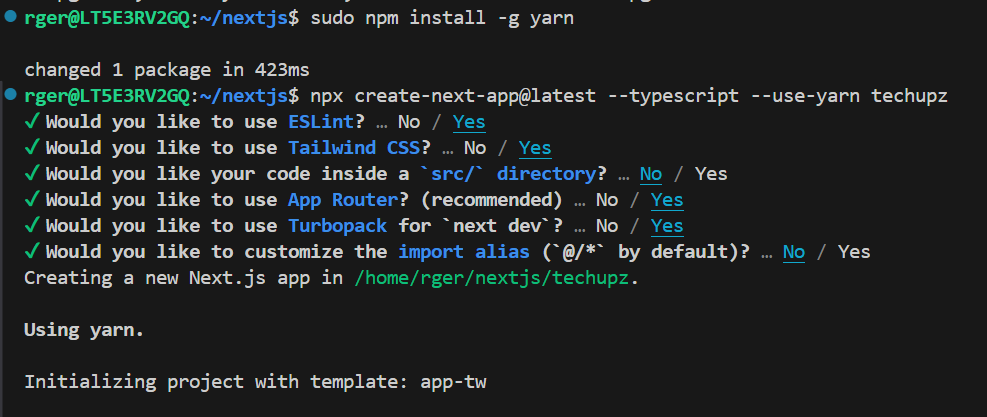 rger@LT5E3RV2GQ:~/nextjs$ sudo npm install -g yarn
changed 1 package in 423ms
rger@LT5E3RV2GQ:~/nextjs$ npx create-next-app@latest --typescript --use-yarn techupz
✓ Would you like to use ESLint? … No / Yes
✓ Would you like to use Tailwind CSS? … No / Yes
✓ Would you like your code inside a `src/` directory? … No / Yes
✓ Would you like to use App Router? (recommended) … No / Yes
✓ Would you like to use Turbopack for `next dev`? … No / Yes
✓ Would you like to customize the import alias (`@/*` by default)? … No / Yes
Creating a new Next.js app in /home/rger/nextjs/techupz.
Using yarn.
Initializing project with template: app-tw